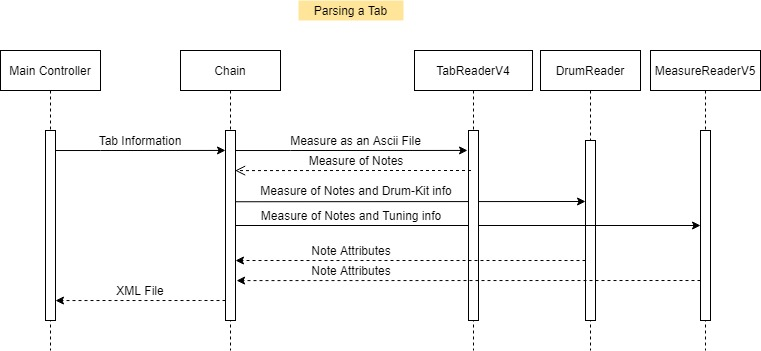 Parsing a Tab
Main Controller
Chain
TabReaderV4
DrumReader
MeasureReaderV5
Tab Information
Measure as an Ascii File
Measure of Notes
Measure of Notes and Drum-Kit info
Measure of Notes and Tuning info
Note Attributes
Note Attributes
XML File